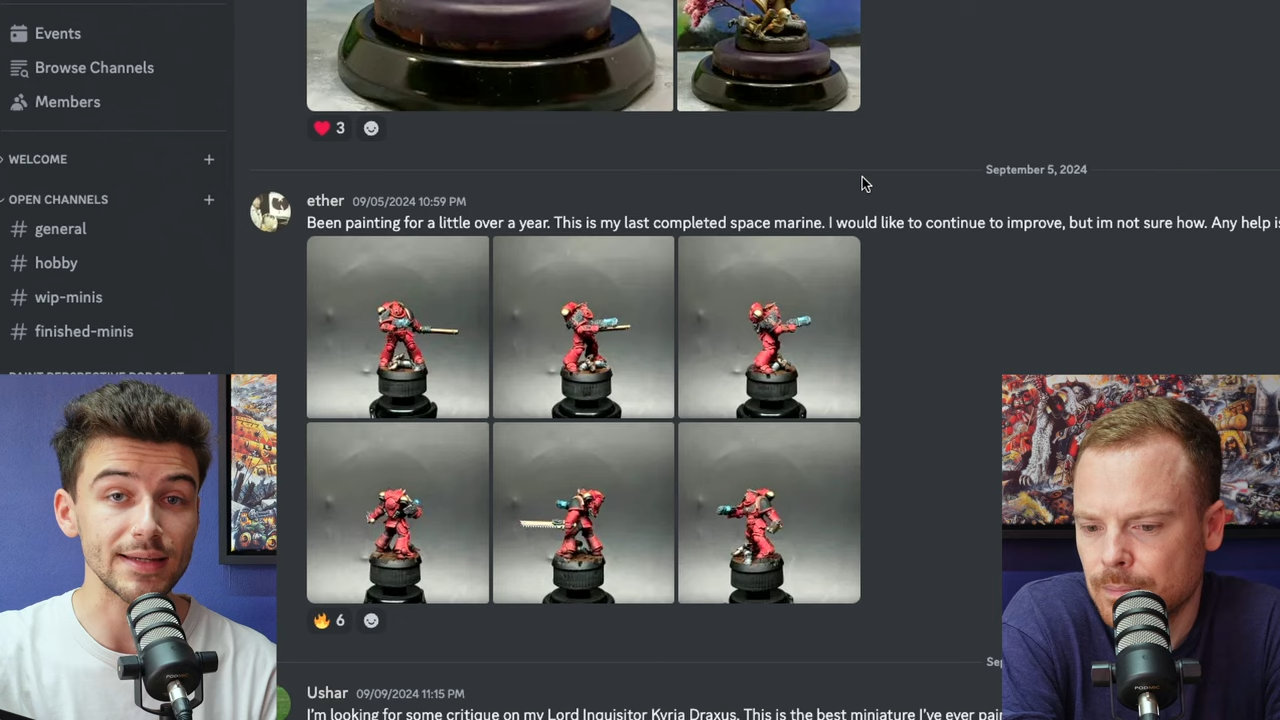 Events
Browse Channels
Members
WELCOME
OPEN CHANNELS
general
hobby
wip-minis
finished-minis
3
September 5, 2024
ether 09/05/2024 10:59 PM
Been painting for a little over a year. This is my last completed space marine. I would like to continue to improve, but im not sure how. Any help is
6
Ushar 09/09/2024 11:15 PM
I'm looking for some critique on my Lord Inquisitor Kyria Draxus. This is the best miniature I've ever
PODMIC
PODMIC